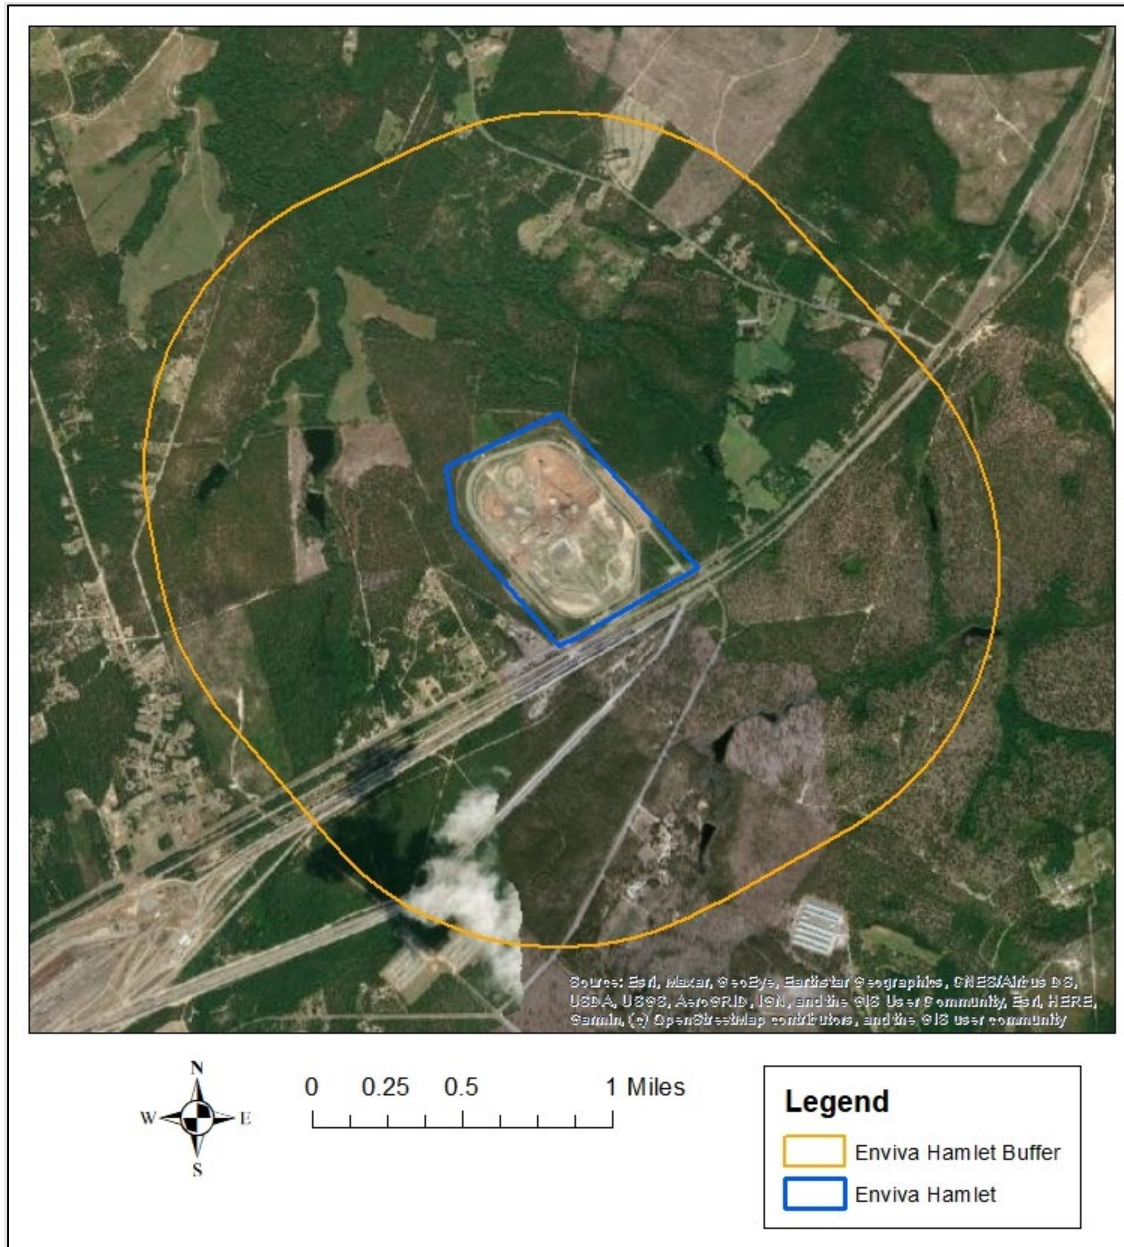 Source: Esri, Maxar, GeoEye, Earthstar Geographics, CNES/Airbus DS,
USDA, USGS, AeroGRID, IGN, and the GIS User Community, Esri, HERE,
Garmin, (c) OpenStreetMap contributors, and the GIS user community
N
W E
S
0 0.25 0.5 1 Miles
Legend
Enviva Hamlet Buffer
Enviva Hamlet